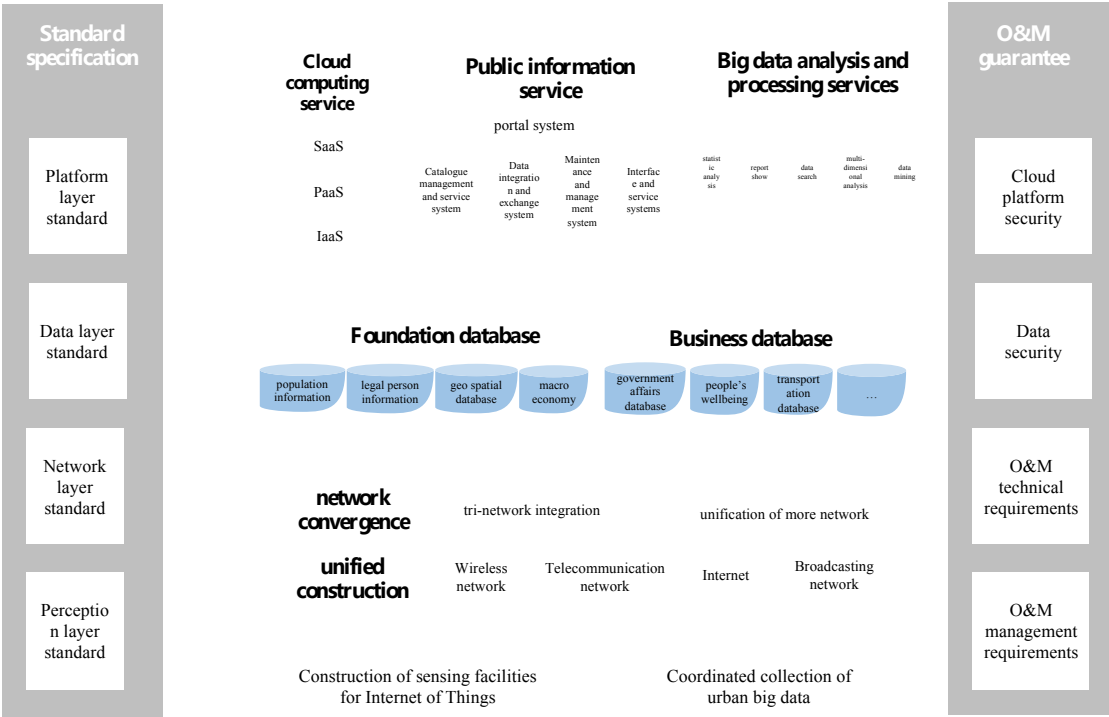 Standard
specification
Platform
layer
standard
Data layer
standard
Network
layer
standard
Perceptio
n layer
standard
Cloud
computing
service
SaaS
PaaS
IaaS
Public information
service
portal system
Catalogue
management
and service
system
Data
integratio
n and
exchange
system
Mainten
ance
and
manage
ment
system
Interfac
e and
service
systems
Big data analysis and
processing services
statist
ic
analy
sis
report
show
data
search
multi-
dimensi
onal
analysis
data
mining
Foundation database
population
information
legal person
information
geo spatial
database
macro
economy
Business database
government
affairs
database
people's
wellbeing
transport
ation
database
...
network
convergence
tri-network integration
unification of more network
unified
construction
Wireless
network
Telecommunication
network
Internet
Broadcasting
network
Construction of sensing facilities
for Internet of Things
Coordinated collection of
urban big data
O&M
guarantee
Cloud
platform
security
Data
security
O&M
technical
requirements
O&M
management
requirements